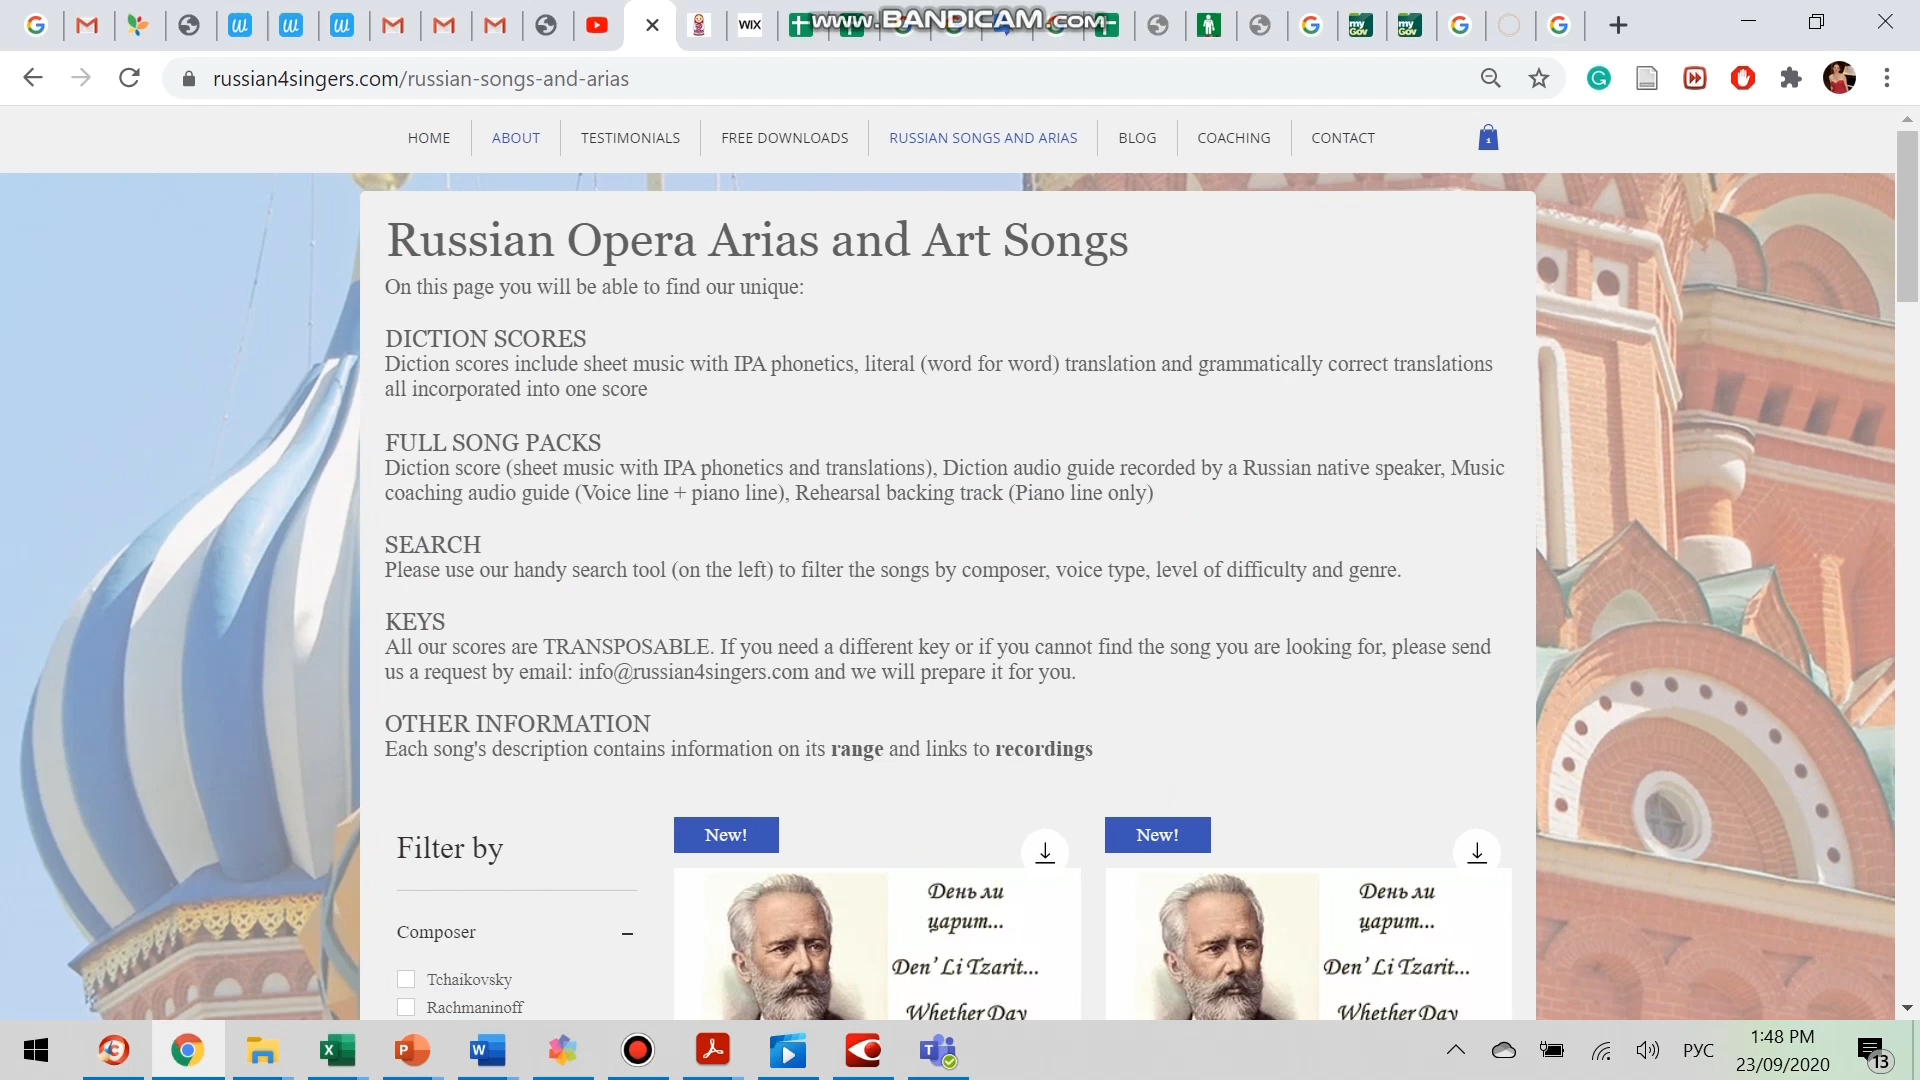 www.BANDICAM.COM
WIX
my Gov
my Gov
russian4singers.com/russian-songs-and-arias
HOME
ABOUT
TESTIMONIALS
FREE DOWNLOADS
RUSSIAN SONGS AND ARIAS
BLOG
COACHING
CONTACT
1
Russian Opera Arias and Art Songs
On this page you will be able to find our unique:
DICTION SCORES
Diction scores include sheet music with IPA phonetics, literal (word for word) translation and grammatically correct translations
all incorporated into one score
FULL SONG PACKS
Diction score (sheet music with IPA phonetics and translations), Diction audio guide recorded by a Russian native speaker, Music
coaching audio guide (Voice line + piano line), Rehearsal backing track (Piano line only)
SEARCH
Please use our handy search tool (on the left) to filter the songs by composer, voice type, level of difficulty and genre.
KEYS
All our scores are TRANSPOSABLE. If you need a different key or if you cannot find the song you are looking for, please send
us a request by email: info@russian4singers.com and we will prepare it for you.
OTHER INFORMATION
Each song's description contains information on its range and links to recordings
Filter by
Composer
Tchaikovsky
Rachmaninoff
New!
День ли
царит...
Den' Li Tzarit...
Whether Day
New!
День ли
царит...
Den' Li Tzarit...
Whether Day
РУС
1:48 PM
23/09/2020
13